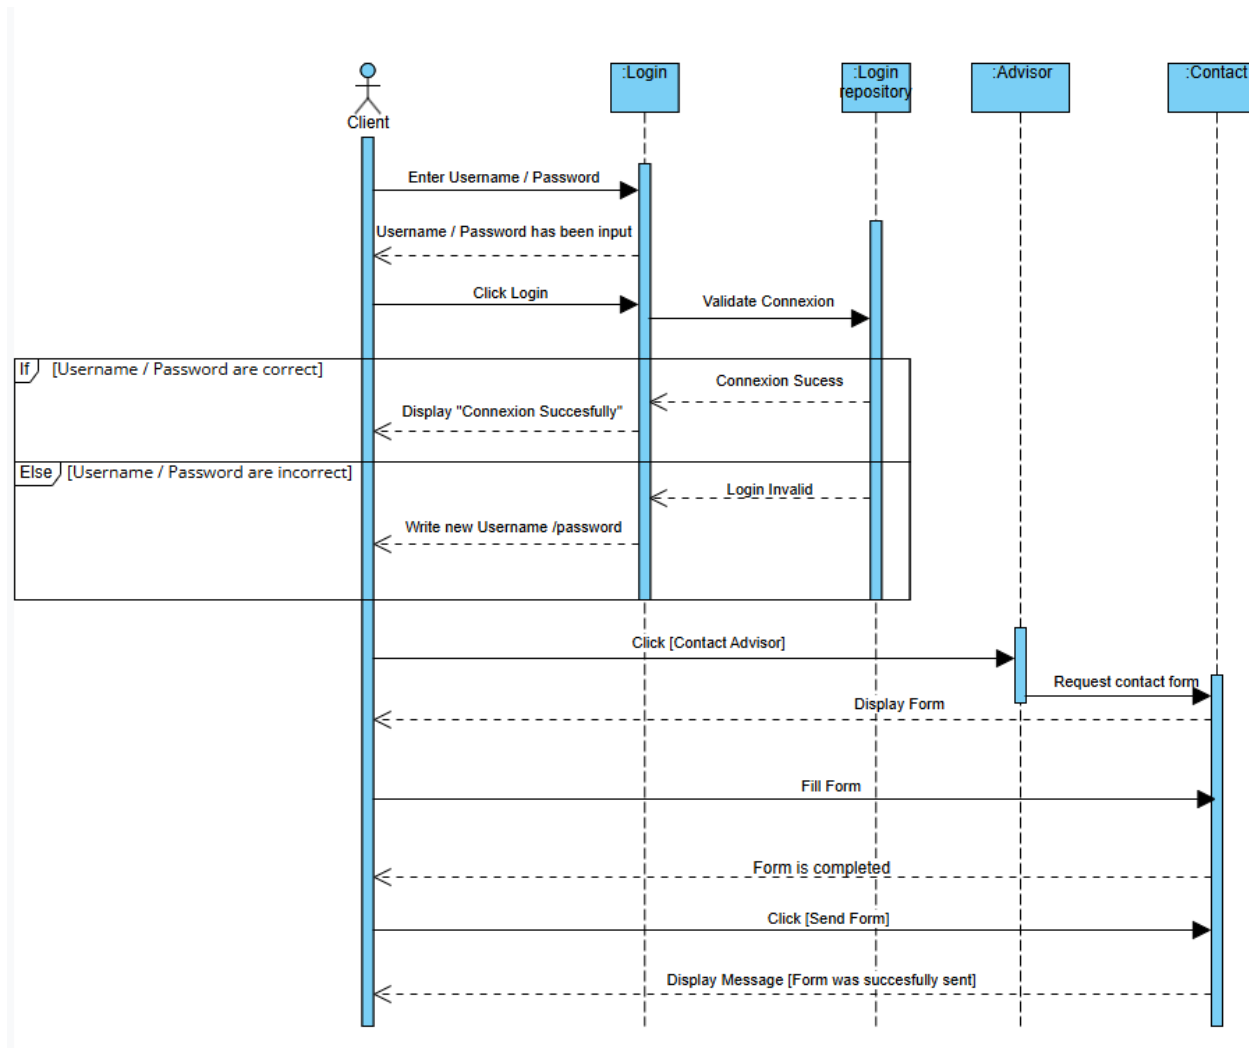 :Login
:Login
repository
:Advisor
:Contact
Client
Enter Username / Password
Username / Password has been input
Click Login
Validate Connexion
If
[Username / Password are correct]
Connexion Sucess
Display "Connexion Succesfully"
Else
[Username / Password are incorrect]
Login Invalid
Write new Username /password
Click [Contact Advisor]
Request contact form
Display Form
Fill Form
Form is completed
Click [Send Form]
Display Message [Form was succesfully sent]